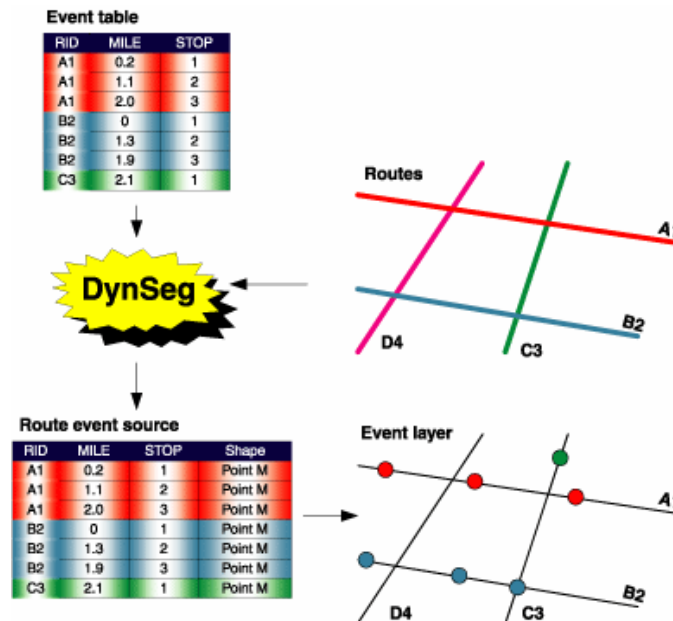 Event table
RID MILE STOP
A1 0.2 1
A1 1.1 2
A1 2.0 3
B2 0 1
B2 1.3 2
B2 1.9 3
C3 2.1 1
Routes
A1
B2
D4
C3
DynSeg
Route event source
RID MILE STOP Shape
A1 0.2 1 Point M
A1 1.1 2 Point M
A1 2.0 3 Point M
B2 0 1 Point M
B2 1.3 2 Point M
B2 1.9 3 Point M
C3 2.1 1 Point M
Event layer
A1
B2
D4 C3